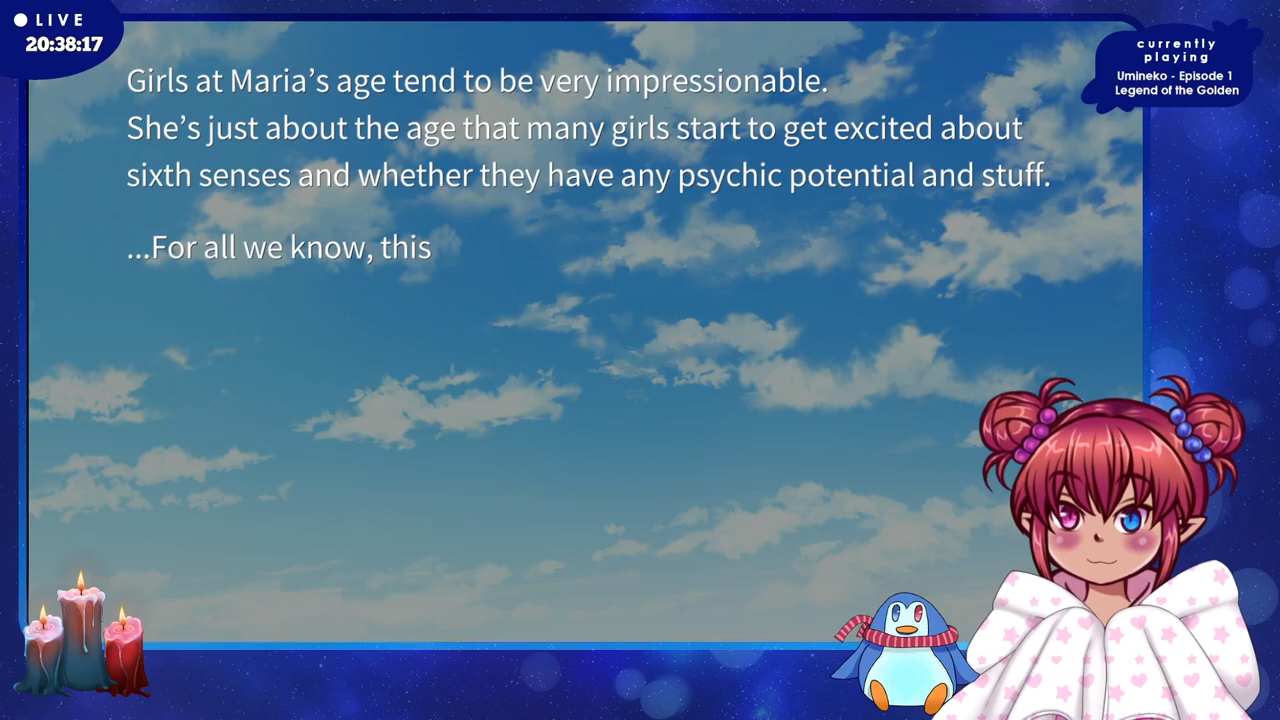 LIVE
20:38:17
currently
playing
Umineko - Episode 1
Legend of the Golden
Girls at Maria’s age tend to be very impressionable.
She’s just about the age that many girls start to get excited about
sixth senses and whether they have any psychic potential and stuff.
...For all we know, this